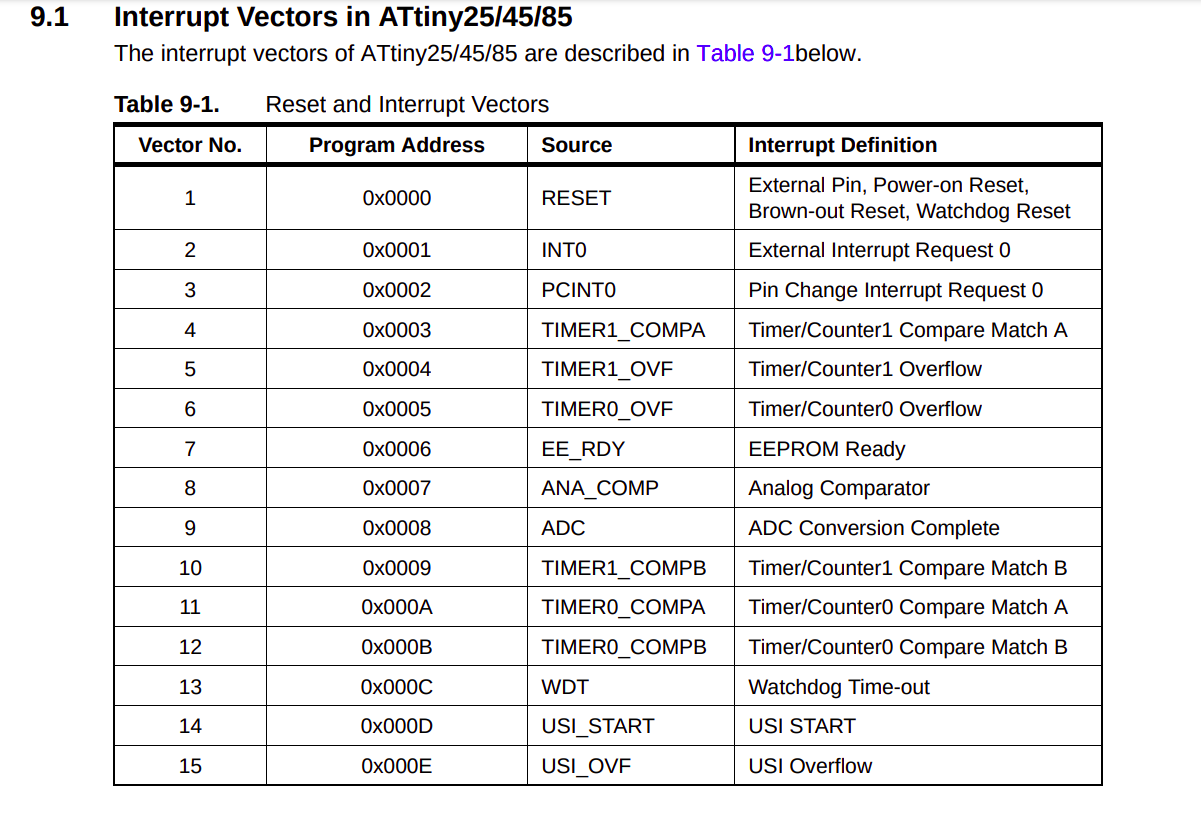 9.1 Interrupt Vectors in ATtiny25/45/85
The interrupt vectors of ATtiny25/45/85 are described in Table 9-1below.
Table 9-1. Reset and Interrupt Vectors
Vector No. Program Address Source Interrupt Definition
1 0x0000 RESET External Pin, Power-on Reset,
Brown-out Reset, Watchdog Reset
2 0x0001 INT0 External Interrupt Request 0
3 0x0002 PCINT0 Pin Change Interrupt Request 0
4 0x0003 TIMER1_COMPA Timer/Counter1 Compare Match A
5 0x0004 TIMER1_OVF Timer/Counter1 Overflow
6 0x0005 TIMER0_OVF Timer/Counter0 Overflow
7 0x0006 EE_RDY EEPROM Ready
8 0x0007 ANA_COMP Analog Comparator
9 0x0008 ADC ADC Conversion Complete
10 0x0009 TIMER1_COMPB Timer/Counter1 Compare Match B
11 0x000A TIMER0_COMPA Timer/Counter0 Compare Match A
12 0x000B TIMER0_COMPB Timer/Counter0 Compare Match B
13 0x000C WDT Watchdog Time-out
14 0x000D USI_START USI START
15 0x000E USI_OVF USI Overflow